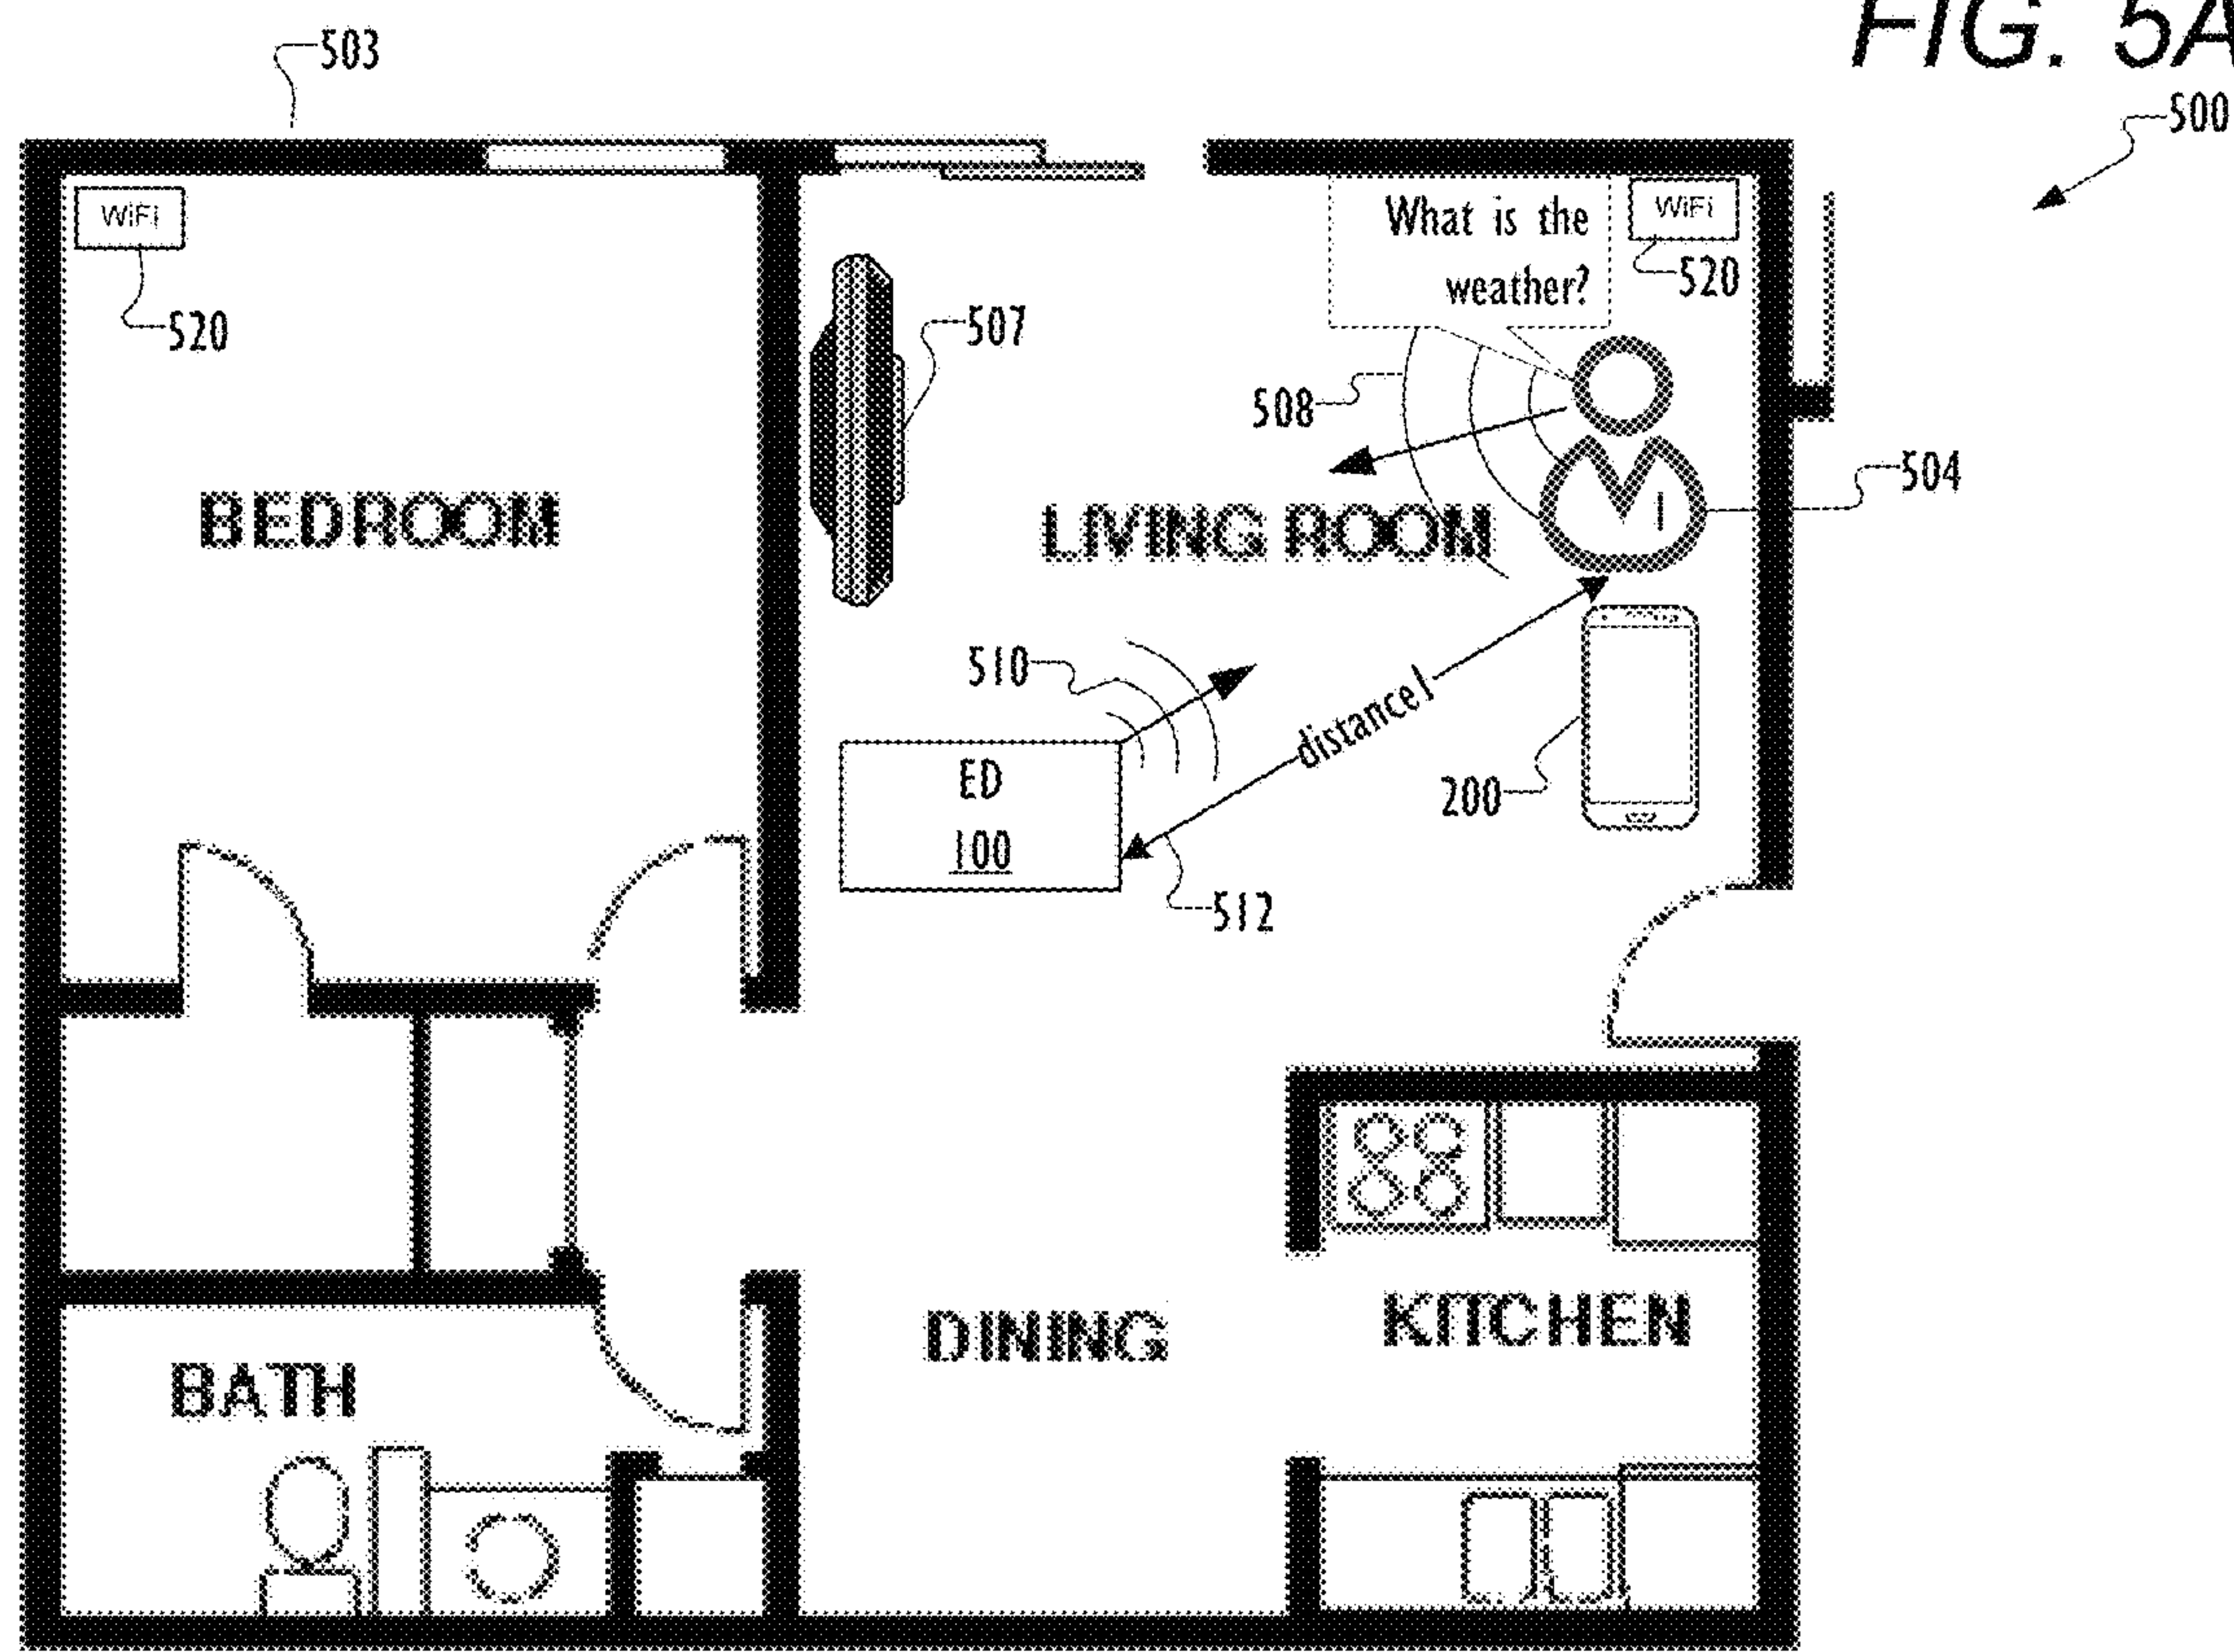 FIG. 5A
503
500
WiFi
520
What is the
weather?
WiFi
520
507
508
BEDROOM
LIVING ROOM
504
510
distance1
ED
100
200
512
DINING
KITCHEN
BATH